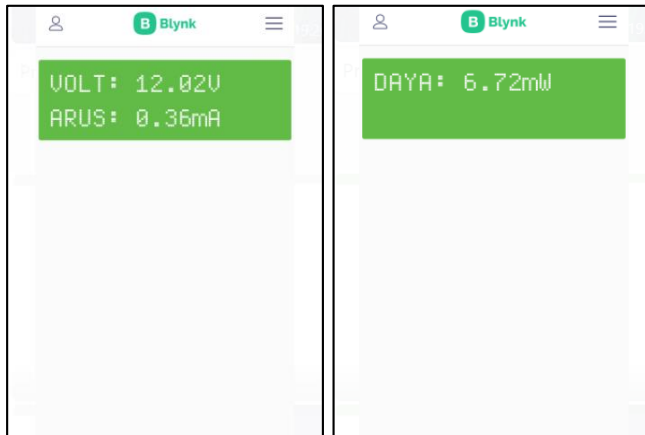 B Blynk
VOLT: 12.02V
ARUS: 0.36mA
B Blynk
DAYA: 6.72mW